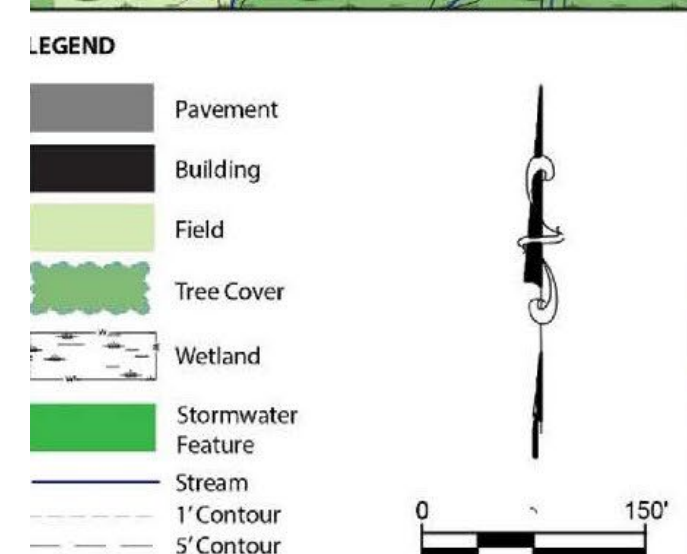 LEGEND
Pavement
Building
Field
Tree Cover
Wetland
Stormwater
Feature
Stream
1' Contour
5' Contour
0 150'